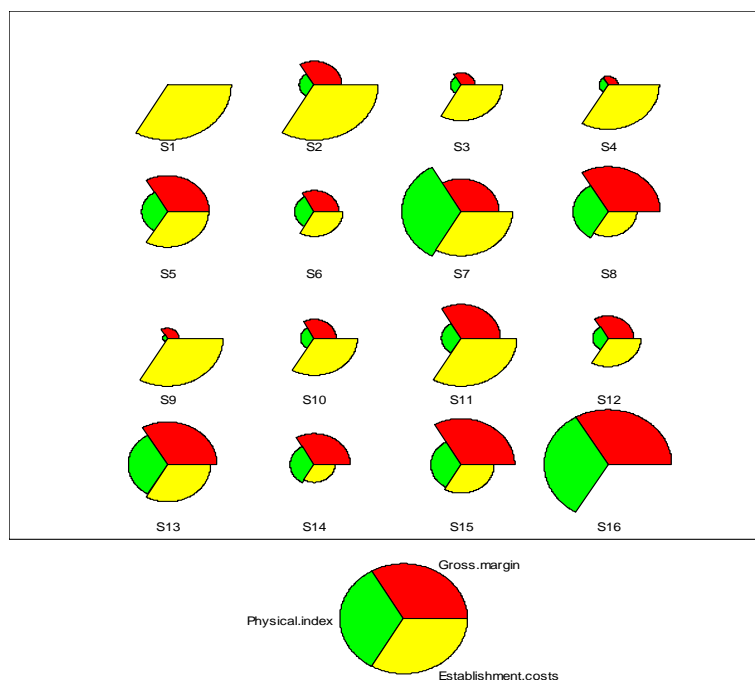 S1 S2 S3 S4
S5 S6 S7 S8
S9 S10 S11 S12
S13 S14 S15 S16
Gross.margin
Physical.index
Establishment.costs